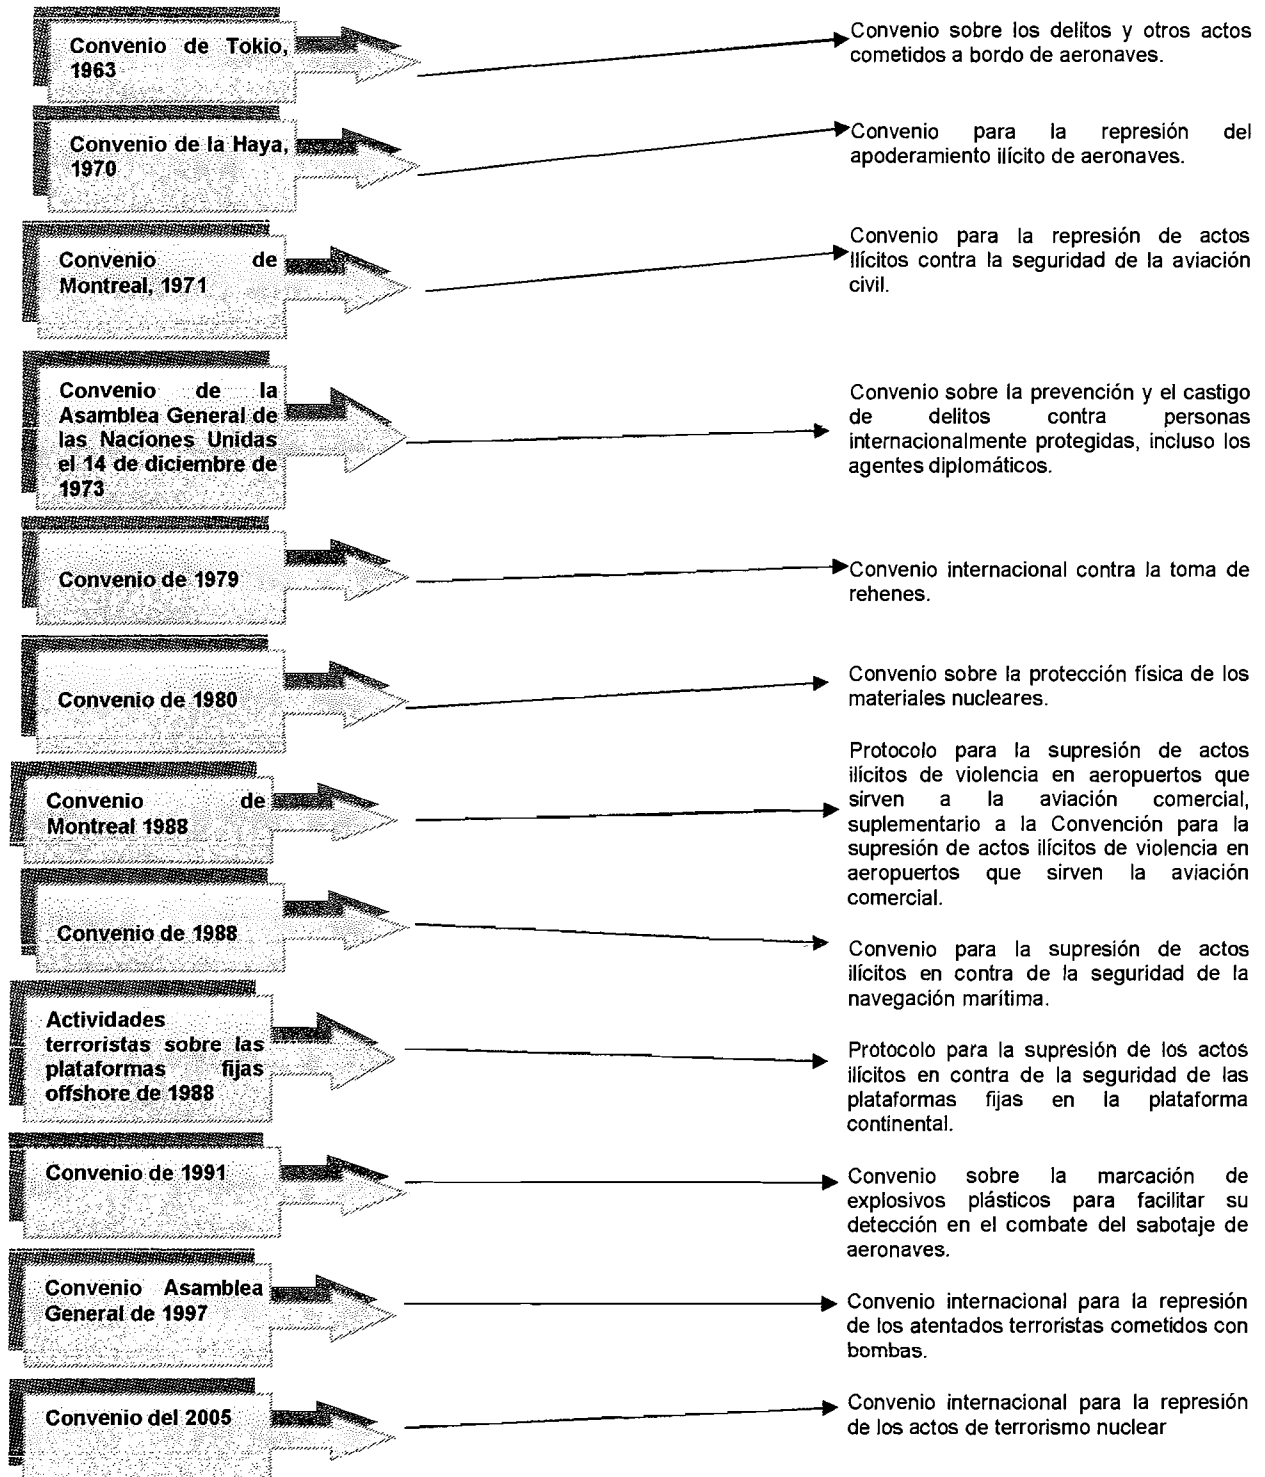 Convenio de Tokio,
1963
Convenio sobre los delitos y otros actos
cometidos a bordo de aeronaves.
Convenio de la Haya,
1970
Convenio para la represión del
apoderamiento ilícito de aeronaves.
Convenio de
Montreal, 1971
Convenio para la represión de actos
ilícitos contra la seguridad de la aviación
civil.
Convenio de la
Asamblea General de
las Naciones Unidas
el 14 de diciembre de
1973
Convenio sobre la prevención y el castigo
de delitos contra personas
internacionalmente protegidas, incluso los
agentes diplomáticos.
Convenio de 1979
Convenio internacional contra la toma de
rehenes.
Convenio de 1980
Convenio sobre la protección física de los
materiales nucleares.
Convenio de
Montreal 1988
Protocolo para la supresión de actos
ilícitos de violencia en aeropuertos que
sirven a la aviación comercial,
suplementario a la Convención para la
supresión de actos ilícitos de violencia en
aeropuertos que sirven la aviación
comercial.
Convenio de 1988
Convenio para la supresión de actos
ilícitos en contra de la seguridad de la
navegación marítima.
Actividades
terroristas sobre las
plataformas fijas
offshore de 1988
Protocolo para la supresión de los actos
ilícitos en contra de la seguridad de las
plataformas fijas en la plataforma
continental.
Convenio de 1991
Convenio sobre la marcación de
explosivos plásticos para facilitar su
detección en el combate del sabotaje de
aeronaves.
Convenio Asamblea
General de 1997
Convenio internacional para la represión
de los atentados terroristas cometidos con
bombas.
Convenio del 2005
Convenio internacional para la represión
de los actos de terrorismo nuclear